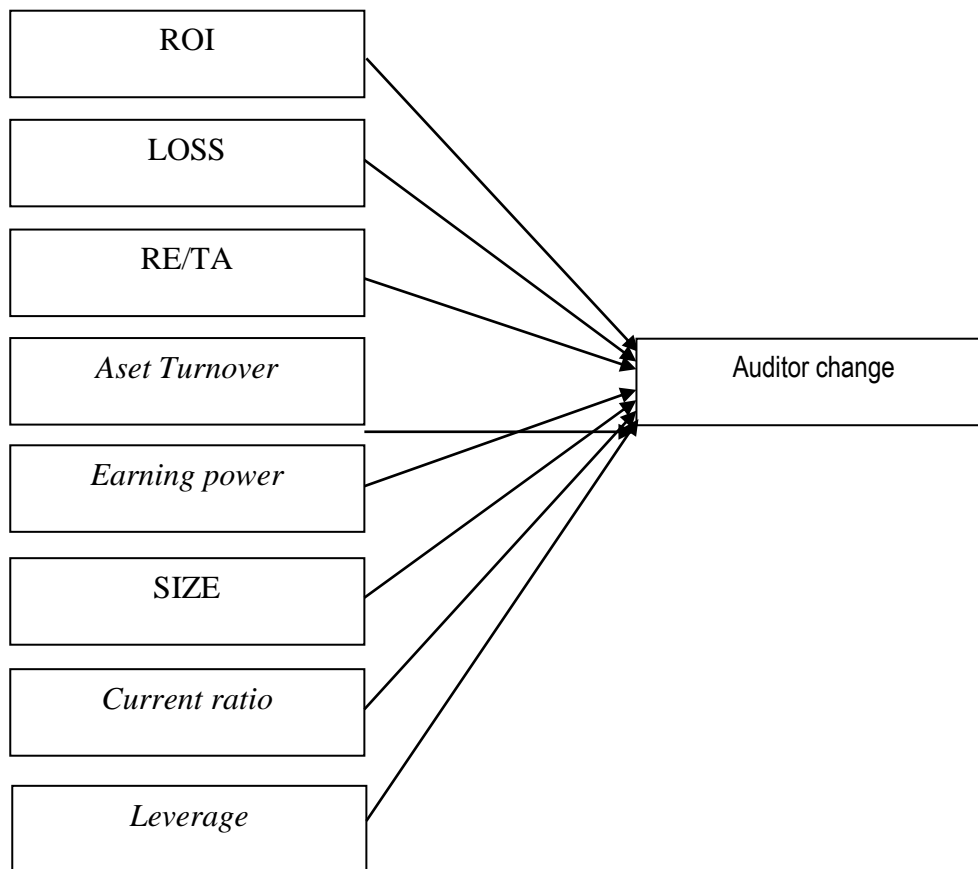 ROI
LOSS
RE/TA
Aset Turnover
Auditor change
Earning power
SIZE
Current ratio
Leverage